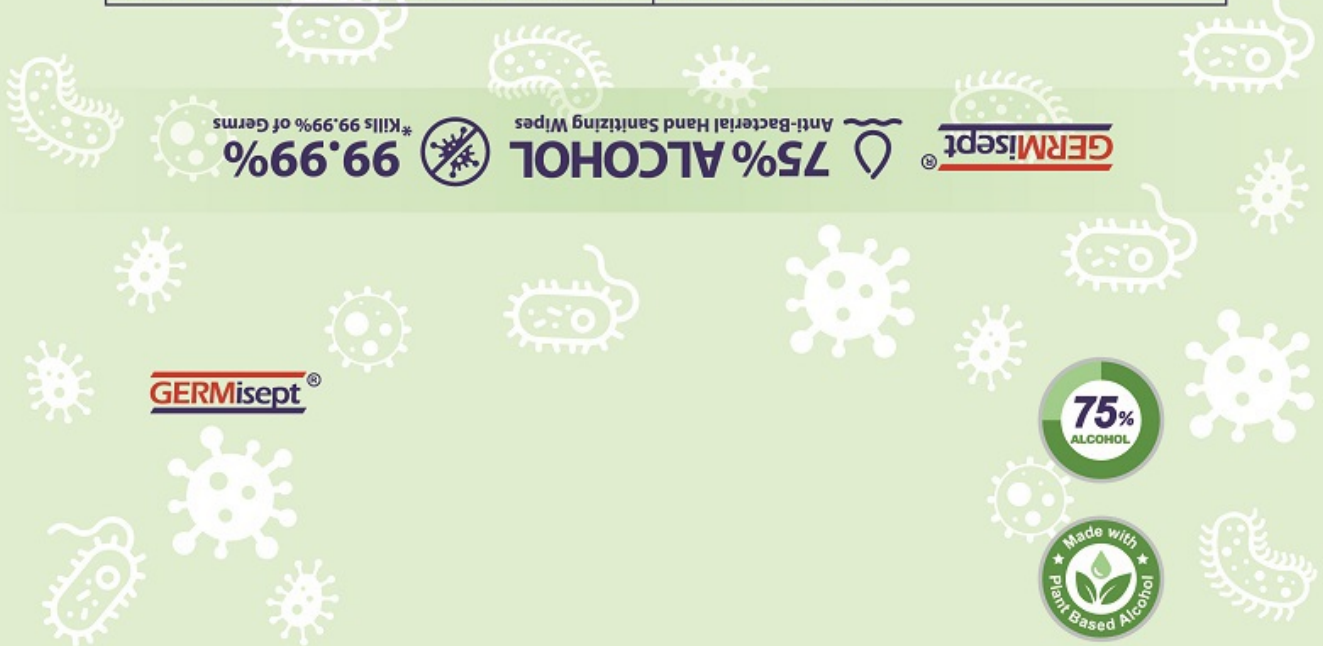 GERMisept®
75% ALCOHOL
Anti-Bacterial Hand Sanitizing Wipes
99.99%
*Kills 99.99% of Germs
GERMisept®
75%
ALCOHOL
Made with
Plant Based Alcohol